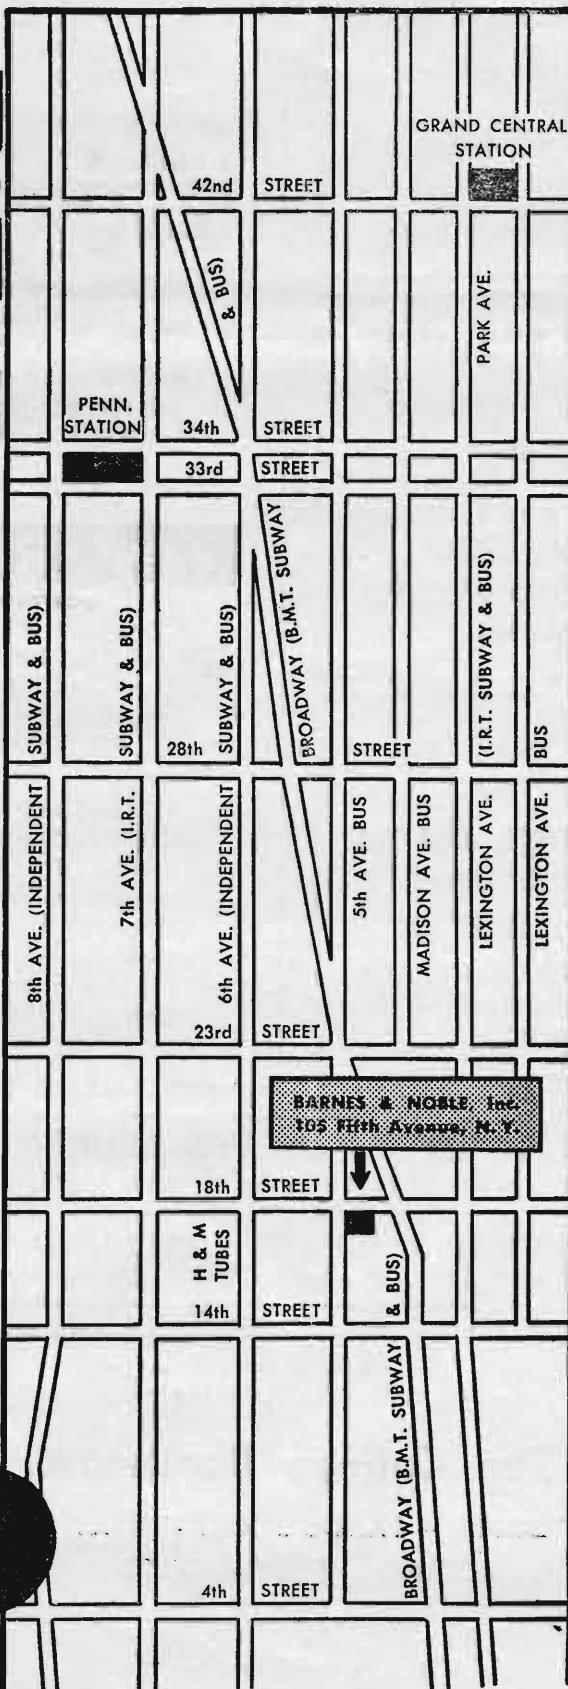 GRAND CENTRAL
STATION
42nd STREET
& BUS)
PARK AVE.
PENN.
STATION
34th STREET
33rd STREET
SUBWAY & BUS)
SUBWAY & BUS)
SUBWAY & BUS)
BROADWAY (B.M.T. SUBWAY
(I.R.T. SUBWAY & BUS)
BUS
28th STREET
8th AVE. (INDEPENDENT
7th AVE. (I.R.T.
6th AVE. (INDEPENDENT
5th AVE. BUS
MADISON AVE. BUS
LEXINGTON AVE.
LEXINGTON AVE.
23rd STREET
BARNES & NOBLE, Inc.
105 Fifth Avenue, N.Y.
18th STREET
H & M
TUBES
& BUS)
14th STREET
BROADWAY (B.M.T. SUBWAY
4th STREET